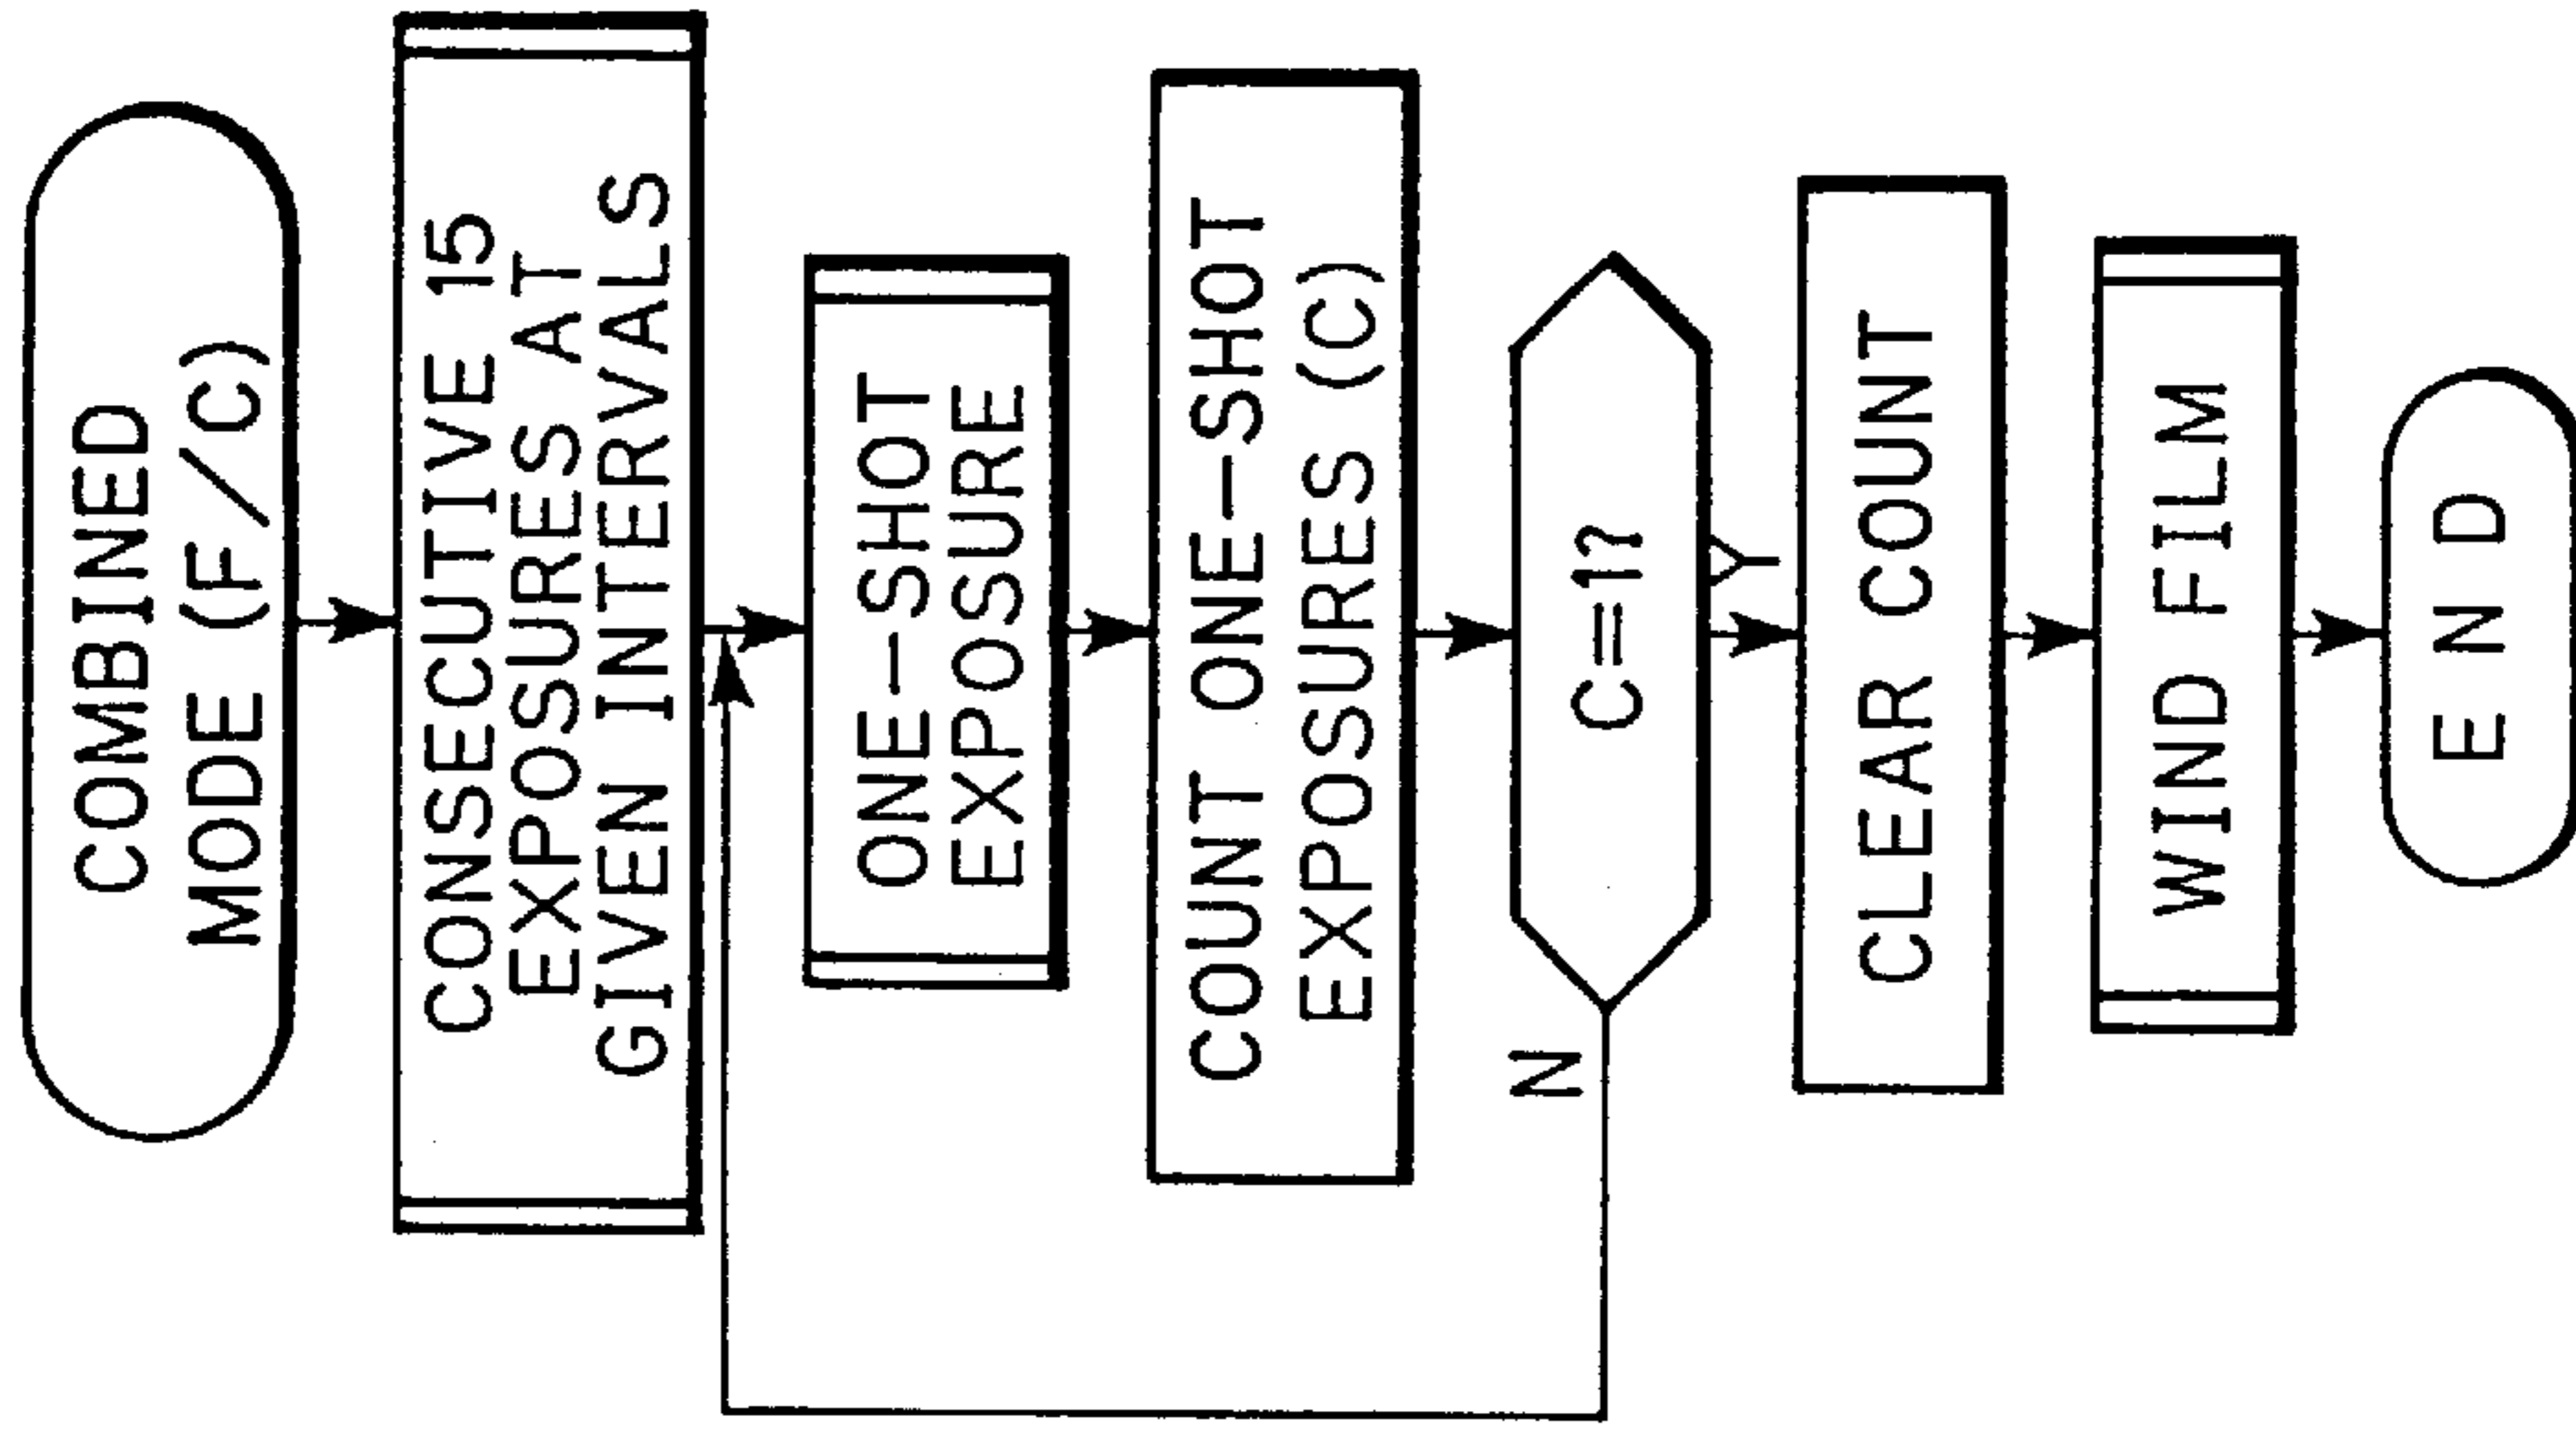 COMBINED
MODE (F/C)
CONSECUTIVE 15
EXPOSURES AT
GIVEN INTERVALS
ONE-SHOT
EXPOSURE
COUNT ONE-SHOT
EXPOSURES (C)
C=1?
N
Y
CLEAR COUNT
WIND FILM
END